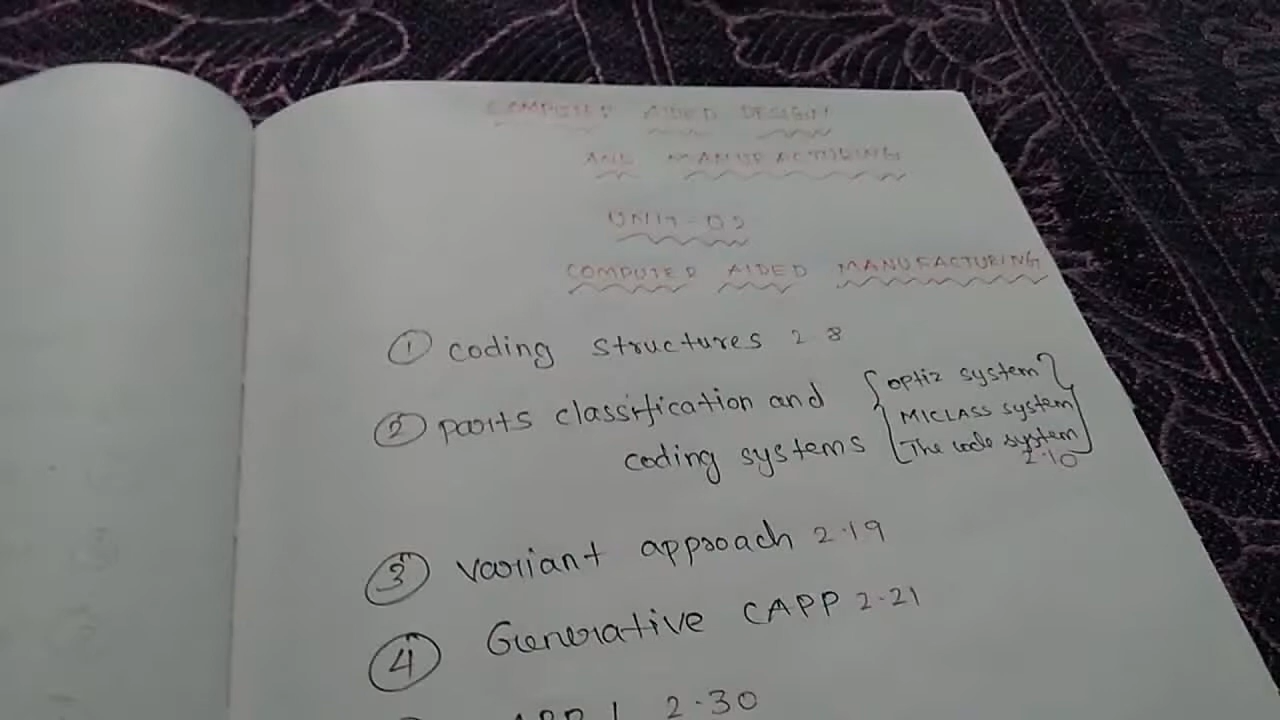 COMPUTED AIDED DESIGN
AND MANUFACTURING
UNIT-02
COMPUTED AIDED MANUFACTURING
① coding structures 2.8
② parts classification and { optiz system }
coding systems MICLASS system
The code system
2.10
③ variant approach 2.19
④ Generative CAPP 2.21
2.30